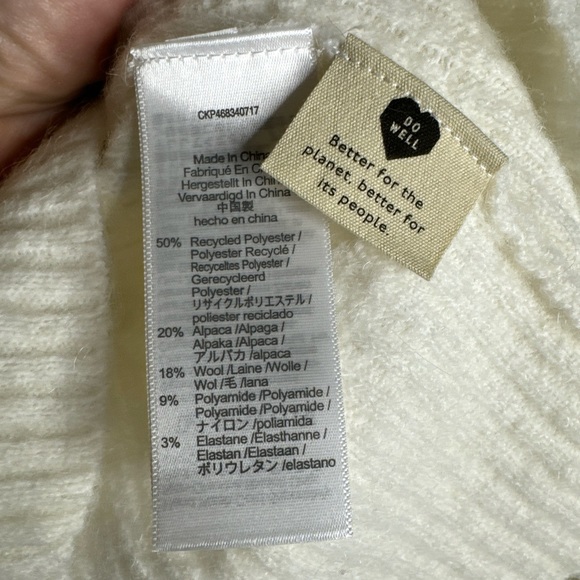 CKP468340717
Made In China
Fabriqué En C
Hergestelt In China
Vervaardigd In China
中国製
hecho en china
50% Recycled Polyester /
Polyester Recyclé /
Recyceltes Polyester /
Gerecycleerd
Polyester /
リサイクルポリエステル /
poliester reciclado
20% Alpaca /Alpaga /
Alpaka /Alpaca /
アルパカ /alpaca
18% Wool /Laine /Wolle /
Wol /毛 /lana
9% Polyamide /Polyamide /
Polyamide /Polyamide /
ナイロン /poliamida
3% Elastane /Élasthanne /
Elastan /Elastaan /
ポリウレタン /elastano
DO
WELL
Better for the
planet, better for
its people.